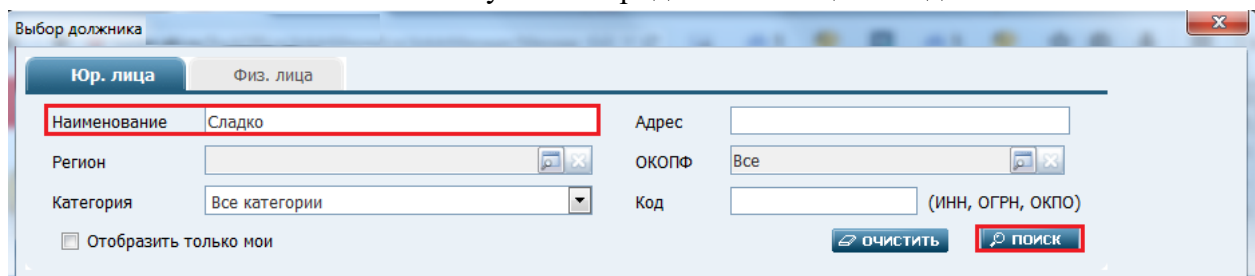 Выбор должника
Юр. лица Физ. лица
Наименование Сладко Адрес
Регион ОКОПФ Все
Категория Все категории Код (ИНН, ОГРН, ОКПО)
Отобразить только мои ОЧИСТИТЬ ПОИСК